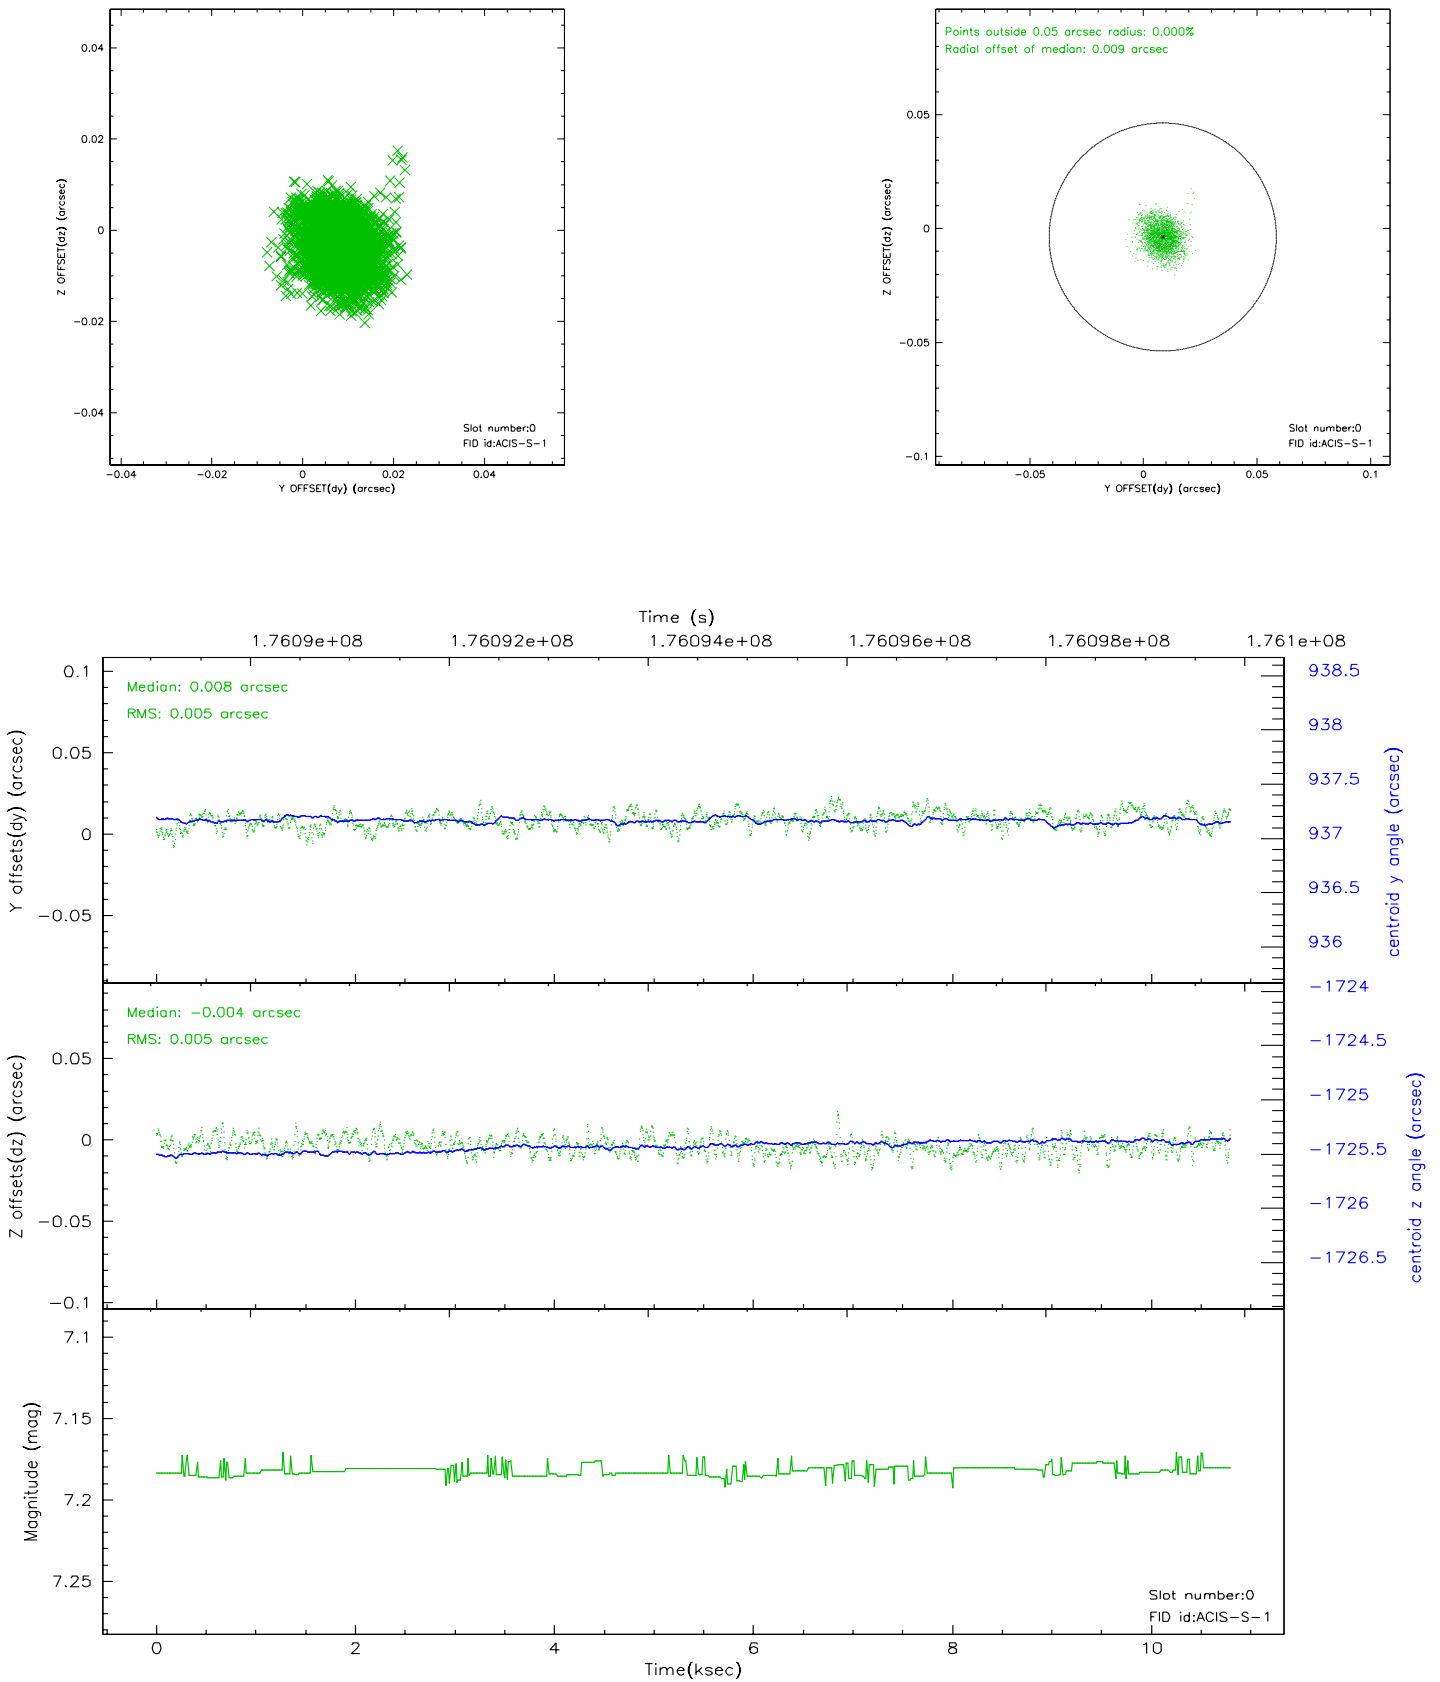 0.04
0.02
0
−0.02
−0.04
Z OFFSET(dz) (arcsec)
Slot number:0
FID id:ACIS−S−1
−0.04 −0.02 0 0.02 0.04
Y OFFSET(dy) (arcsec)
Points outside 0.05 arcsec radius: 0.000%
Radial offset of median: 0.009 arcsec
0.05
0
−0.05
−0.1
Z OFFSET(dz) (arcsec)
Slot number:0
FID id:ACIS−S−1
−0.05 0 0.05 0.1
Y OFFSET(dy) (arcsec)
Time (s)
1.7609e+08 1.76092e+08 1.76094e+08 1.76096e+08 1.76098e+08 1.761e+08
Median: 0.008 arcsec
RMS: 0.005 arcsec
0.1
0.05
0
−0.05
Y offsets(dy) (arcsec)
938.5
938
937.5
937
936.5
936
centroid y angle (arcsec)
Median: −0.004 arcsec
RMS: 0.005 arcsec
0.05
0
−0.05
−0.1
Z offsets(dz) (arcsec)
−1724
−1724.5
−1725
−1725.5
−1726
−1726.5
centroid z angle (arcsec)
7.1
7.15
7.2
7.25
Magnitude (mag)
Slot number:0
FID id:ACIS−S−1
0 2 4 6 8 10
Time(ksec)